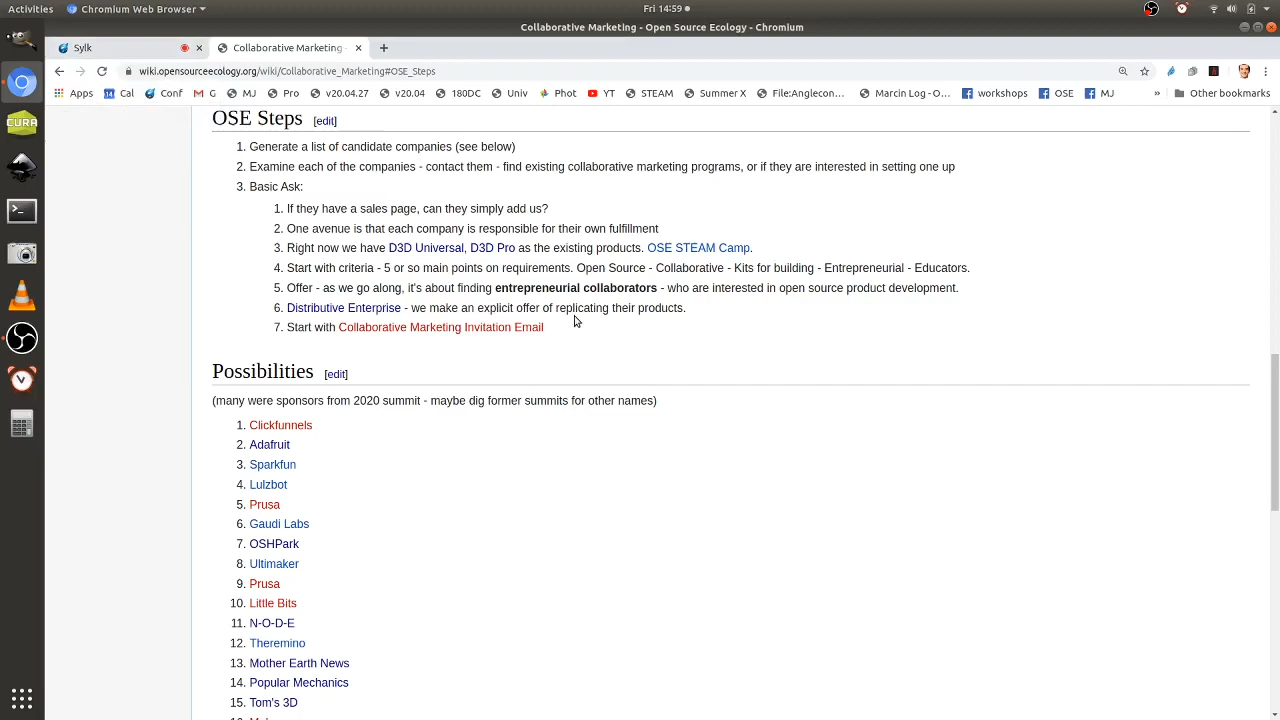 Activities Chromium Web Browser Fri 14:59
Collaborative Marketing - Open Source Ecology - Chromium
Sylk Collaborative Marketing -
wiki.opensourceecology.org/wiki/Collaborative_Marketing#OSE_Steps
Apps Cal Conf G MJ Pro v20.04.27 v20.04 180DC Univ Phot YT STEAM Summer X File:Anglecon... Marcin Log - O... workshops OSE MJ » Other bookmarks
CURA
OSE Steps [edit]
1. Generate a list of candidate companies (see below)
2. Examine each of the companies - contact them - find existing collaborative marketing programs, or if they are interested in setting one up
3. Basic Ask:
1. If they have a sales page, can they simply add us?
2. One avenue is that each company is responsible for their own fulfillment
3. Right now we have D3D Universal, D3D Pro as the existing products. OSE STEAM Camp.
4. Start with criteria - 5 or so main points on requirements. Open Source - Collaborative - Kits for building - Entrepreneurial - Educators.
5. Offer - as we go along, it's about finding entrepreneurial collaborators - who are interested in open source product development.
6. Distributive Enterprise - we make an explicit offer of replicating their products.
7. Start with Collaborative Marketing Invitation Email
Possibilities [edit]
(many were sponsors from 2020 summit - maybe dig former summits for other names)
1. Clickfunnels
2. Adafruit
3. Sparkfun
4. Lulzbot
5. Prusa
6. Gaudi Labs
7. OSHPark
8. Ultimaker
9. Prusa
10. Little Bits
11. N-O-D-E
12. Theremino
13. Mother Earth News
14. Popular Mechanics
15. Tom's 3D